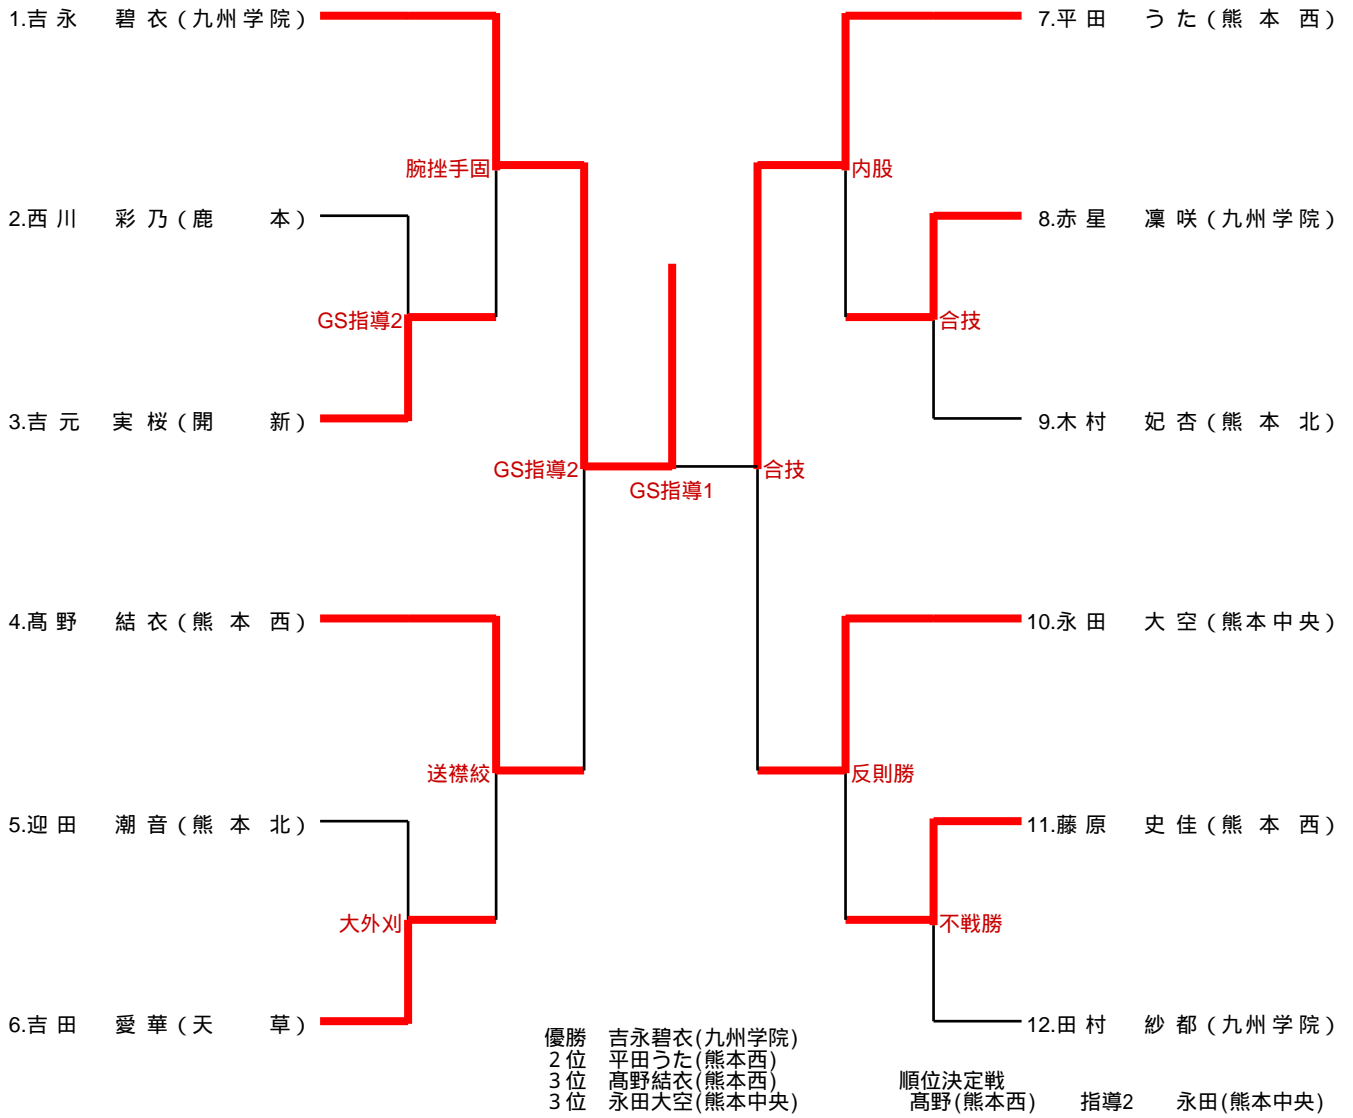 1.吉永 碧衣(九州学院)
7.平田 うた(熊本西)
腕挫手固
内股
2.西川 彩乃(鹿本)
8.赤星 凜咲(九州学院)
GS指導2
合技
3.吉元 実桜(開新)
9.木村 妃杏(熊本北)
GS指導2
合技
GS指導1
4.髙野 結衣(熊本西)
10.永田 大空(熊本中央)
送襟絞
反則勝
5.迎田 潮音(熊本北)
11.藤原 史佳(熊本西)
大外刈
不戦勝
6.吉田 愛華(天草)
12.田村 紗都(九州学院)
優勝 吉永碧衣(九州学院)
2位 平田うた(熊本西)
3位 髙野結衣(熊本西)
3位 永田大空(熊本中央)
順位決定戦
髙野(熊本西) 指導2 永田(熊本中央)